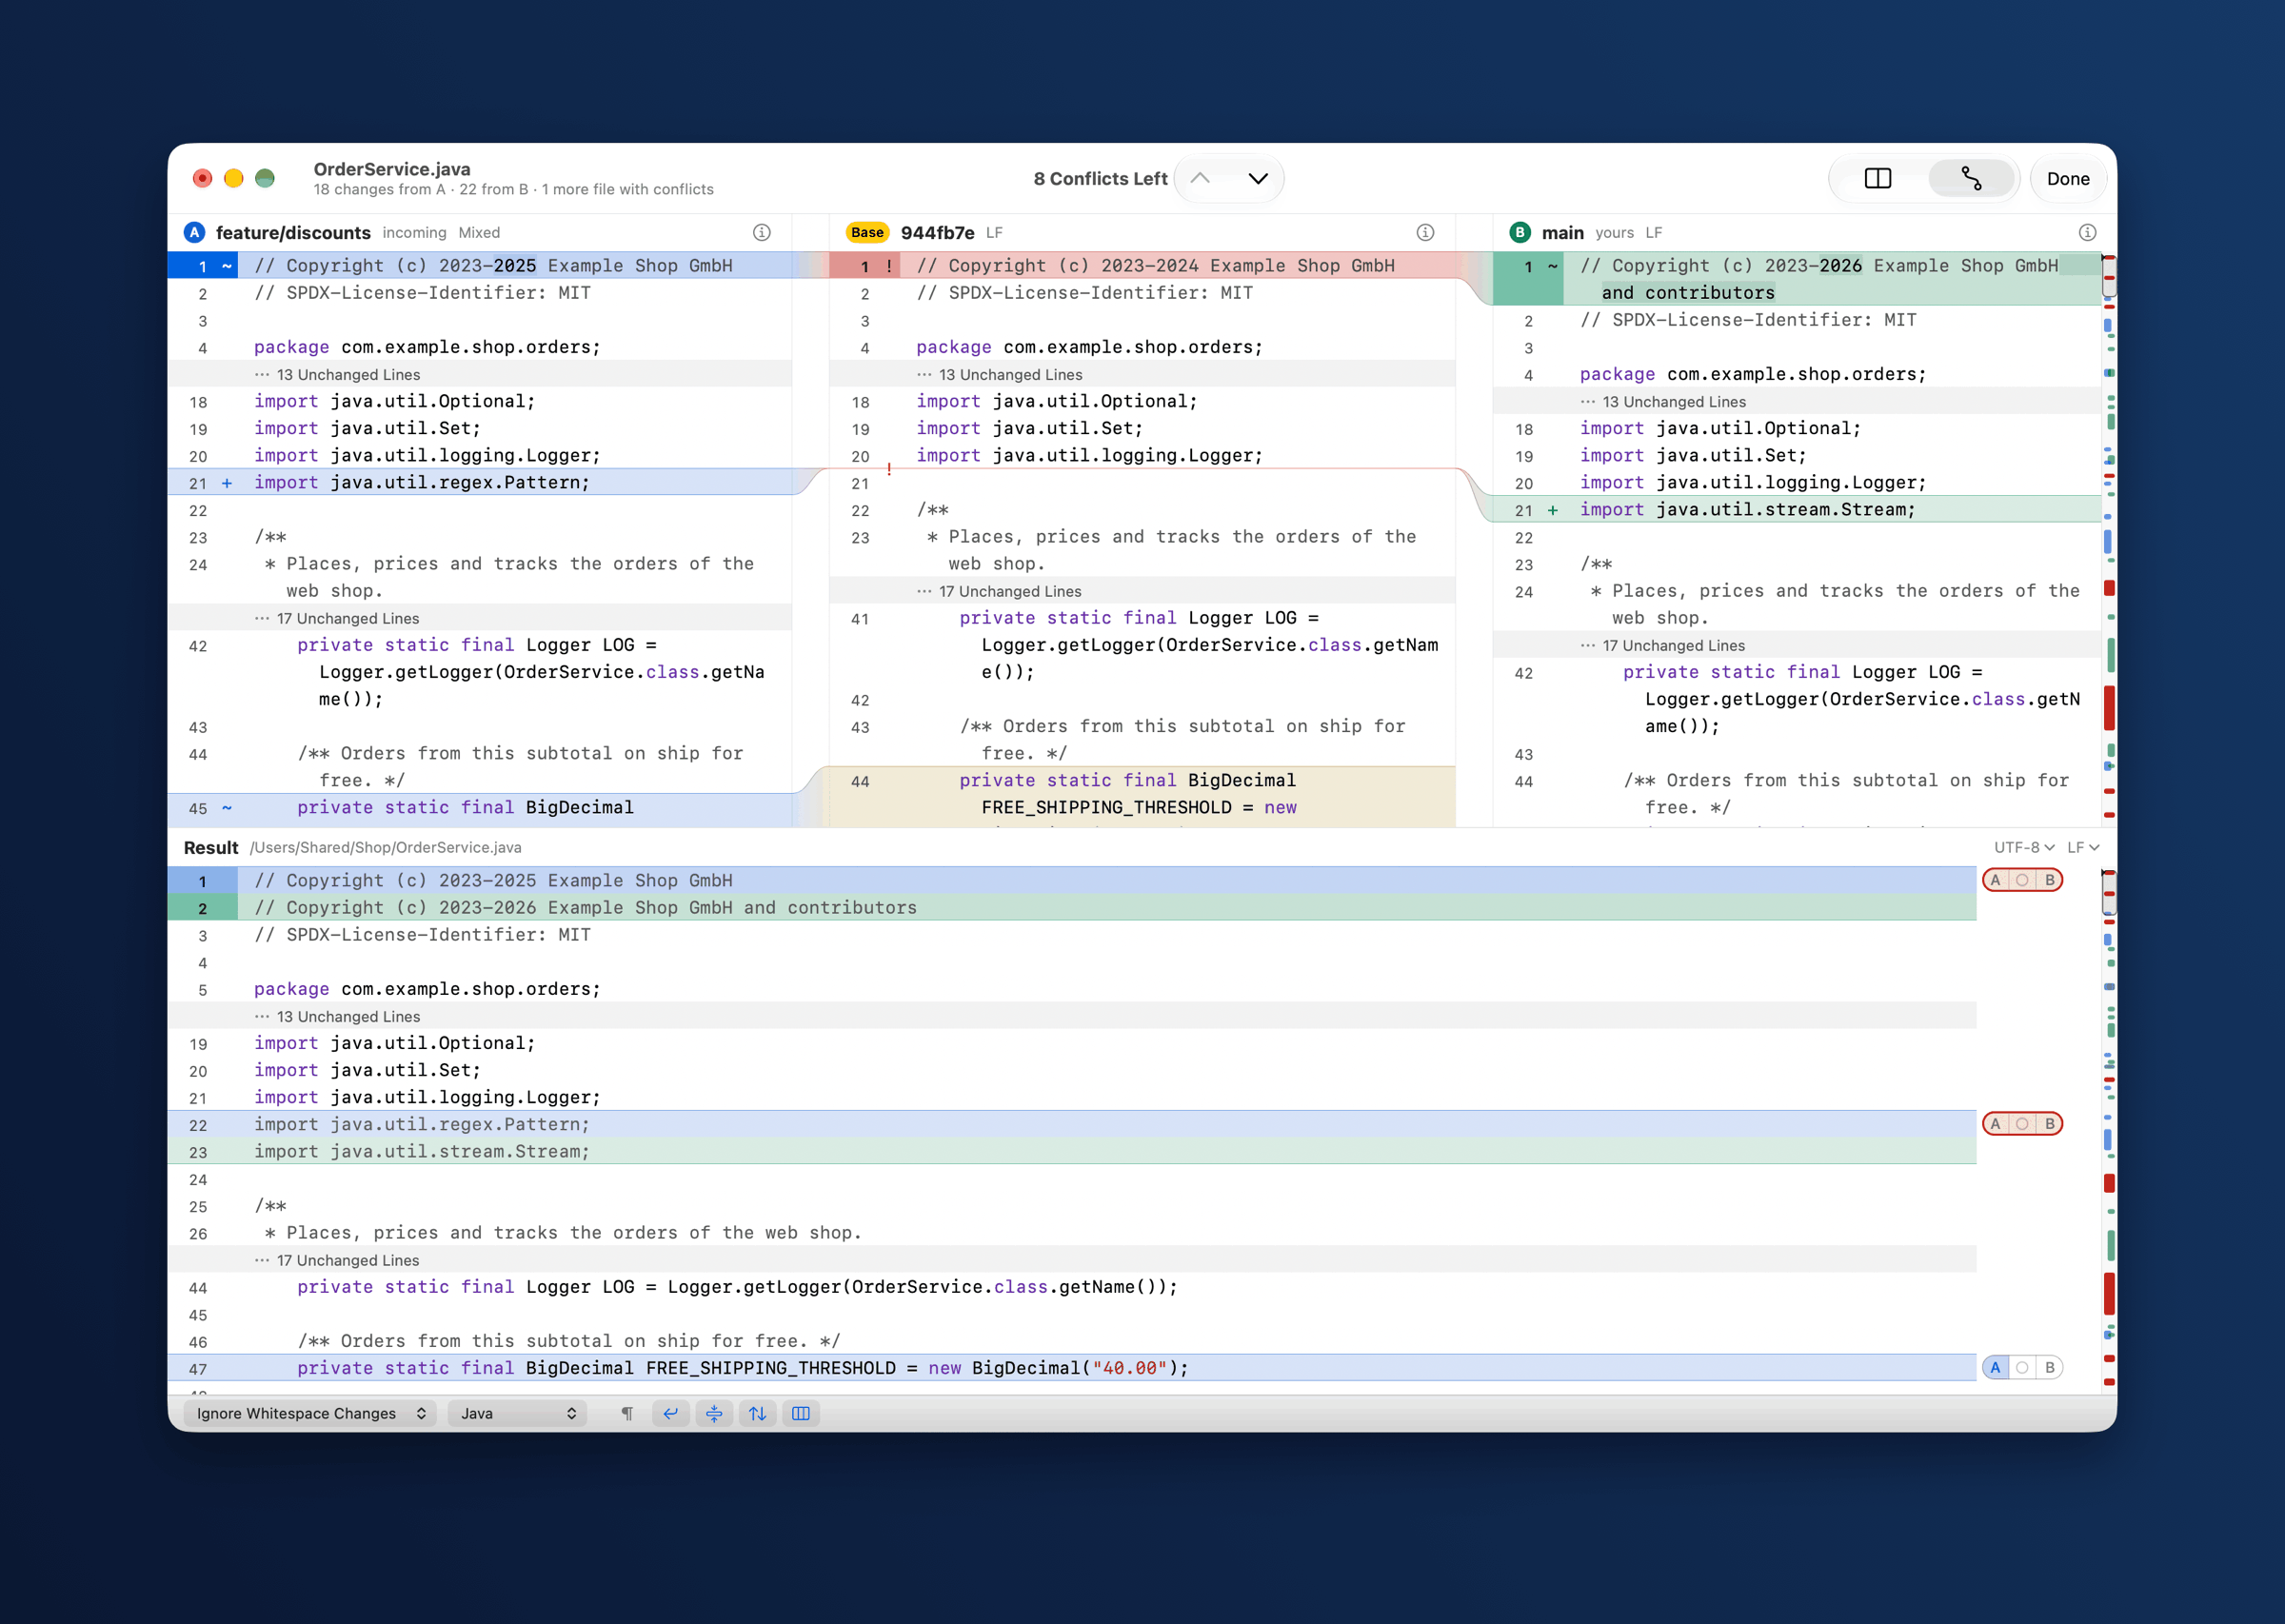 OrderService.java
18 changes from A · 22 from B · 1 more file with conflicts
8 Conflicts Left
Done
A feature/discounts incoming Mixed
1 ~ // Copyright (c) 2023-2025 Example Shop GmbH
2 // SPDX-License-Identifier: MIT
3
4 package com.example.shop.orders;
··· 13 Unchanged Lines
18 import java.util.Optional;
19 import java.util.Set;
20 import java.util.logging.Logger;
21 + import java.util.regex.Pattern;
22
23 /**
24 * Places, prices and tracks the orders of the
web shop.
··· 17 Unchanged Lines
42 private static final Logger LOG =
Logger.getLogger(OrderService.class.getNa
me());
43
44 /** Orders from this subtotal on ship for
free. */
45 ~ private static final BigDecimal
Base 944fb7e LF
1 ! // Copyright (c) 2023-2024 Example Shop GmbH
2 // SPDX-License-Identifier: MIT
3
4 package com.example.shop.orders;
··· 13 Unchanged Lines
18 import java.util.Optional;
19 import java.util.Set;
20 import java.util.logging.Logger;
!
21
22 /**
23 * Places, prices and tracks the orders of the
web shop.
··· 17 Unchanged Lines
41 private static final Logger LOG =
Logger.getLogger(OrderService.class.getNam
e());
42
43 /** Orders from this subtotal on ship for
free. */
44 private static final BigDecimal
FREE_SHIPPING_THRESHOLD = new
B main yours LF
1 ~ // Copyright (c) 2023-2026 Example Shop GmbH
and contributors
2 // SPDX-License-Identifier: MIT
3
4 package com.example.shop.orders;
··· 13 Unchanged Lines
18 import java.util.Optional;
19 import java.util.Set;
20 import java.util.logging.Logger;
21 + import java.util.stream.Stream;
22
23 /**
24 * Places, prices and tracks the orders of the
web shop.
··· 17 Unchanged Lines
42 private static final Logger LOG =
Logger.getLogger(OrderService.class.getN
ame());
43
44 /** Orders from this subtotal on ship for
free. */
Result /Users/Shared/Shop/OrderService.java
UTF-8 LF
1 // Copyright (c) 2023-2025 Example Shop GmbH
A B
2 // Copyright (c) 2023-2026 Example Shop GmbH and contributors
3 // SPDX-License-Identifier: MIT
4
5 package com.example.shop.orders;
··· 13 Unchanged Lines
19 import java.util.Optional;
20 import java.util.Set;
21 import java.util.logging.Logger;
22 import java.util.regex.Pattern;
A B
23 import java.util.stream.Stream;
24
25 /**
26 * Places, prices and tracks the orders of the web shop.
··· 17 Unchanged Lines
44 private static final Logger LOG = Logger.getLogger(OrderService.class.getName());
45
46 /** Orders from this subtotal on ship for free. */
47 private static final BigDecimal FREE_SHIPPING_THRESHOLD = new BigDecimal("40.00");
A B
Ignore Whitespace Changes
Java
¶